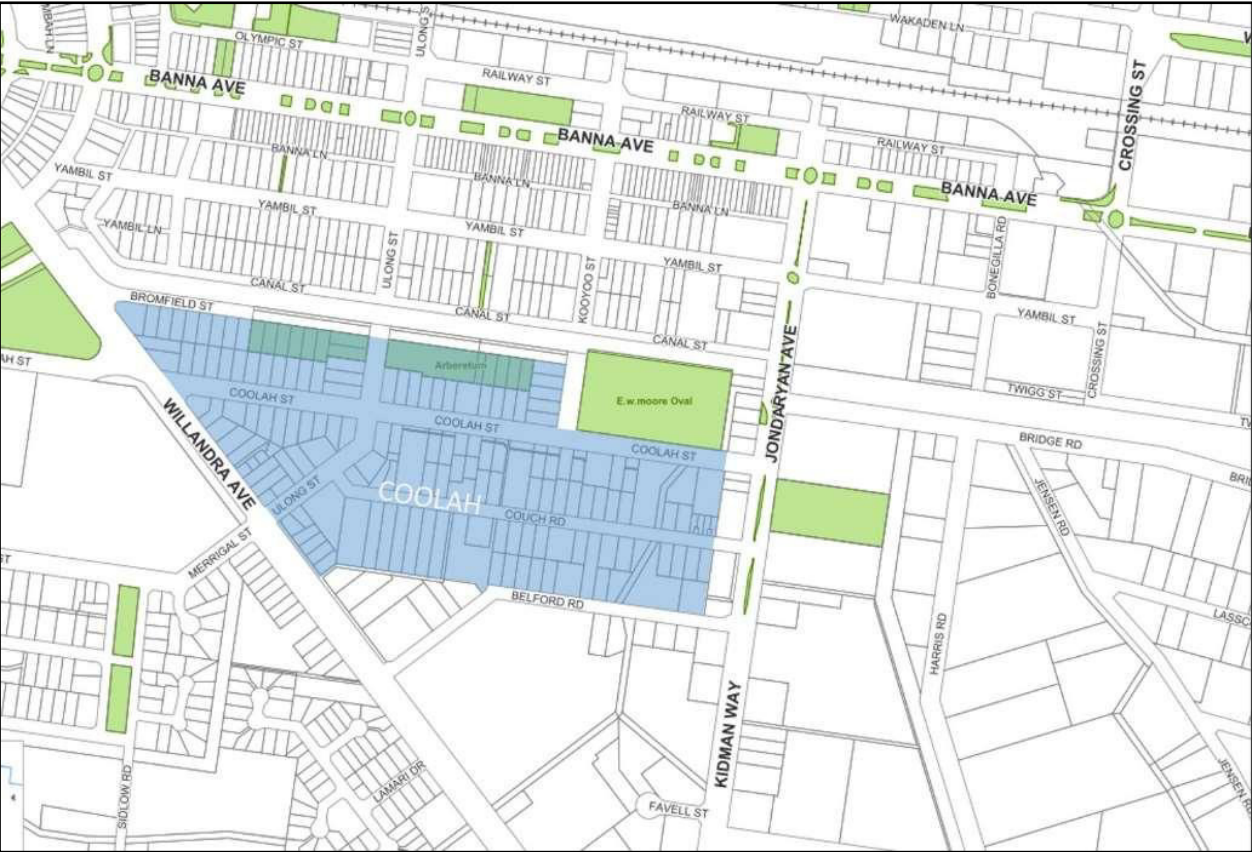 WAKADEN LN
OLYMPIC ST
ULONG S
RAILWAY ST
BANNA AVE
CROSSING ST
RAILWAY ST
BANNA AVE
RAILWAY ST
BANNA LN
YAMBIL ST
BANNA LN
BANNA AVE
YAMBIL ST
BANNA LN
YAMBIL LN
YAMBIL ST
BONEGILLA RD
ULONG ST
YAMBIL ST
KOOYOO ST
CANAL ST
BROMFIELD ST
CANAL ST
YAMBIL ST
CANAL ST
CROSSING ST
AH ST
Arboretum
JONDARYAN AVE
COOLAH ST
E.w.moore Oval
TWIGG ST
COOLAH ST
BRIDGE RD
WILLANDRA AVE
COOLAH ST
BRI
ULONG ST
COOLAH
JENSEN RD
COUCH RD
MERRIGAL ST
ST
BELFORD RD
LASSC
HARRIS RD
KIDMAN WAY
SIDLOW RD
LAMARI DR
JENSEN R
FAVELL ST